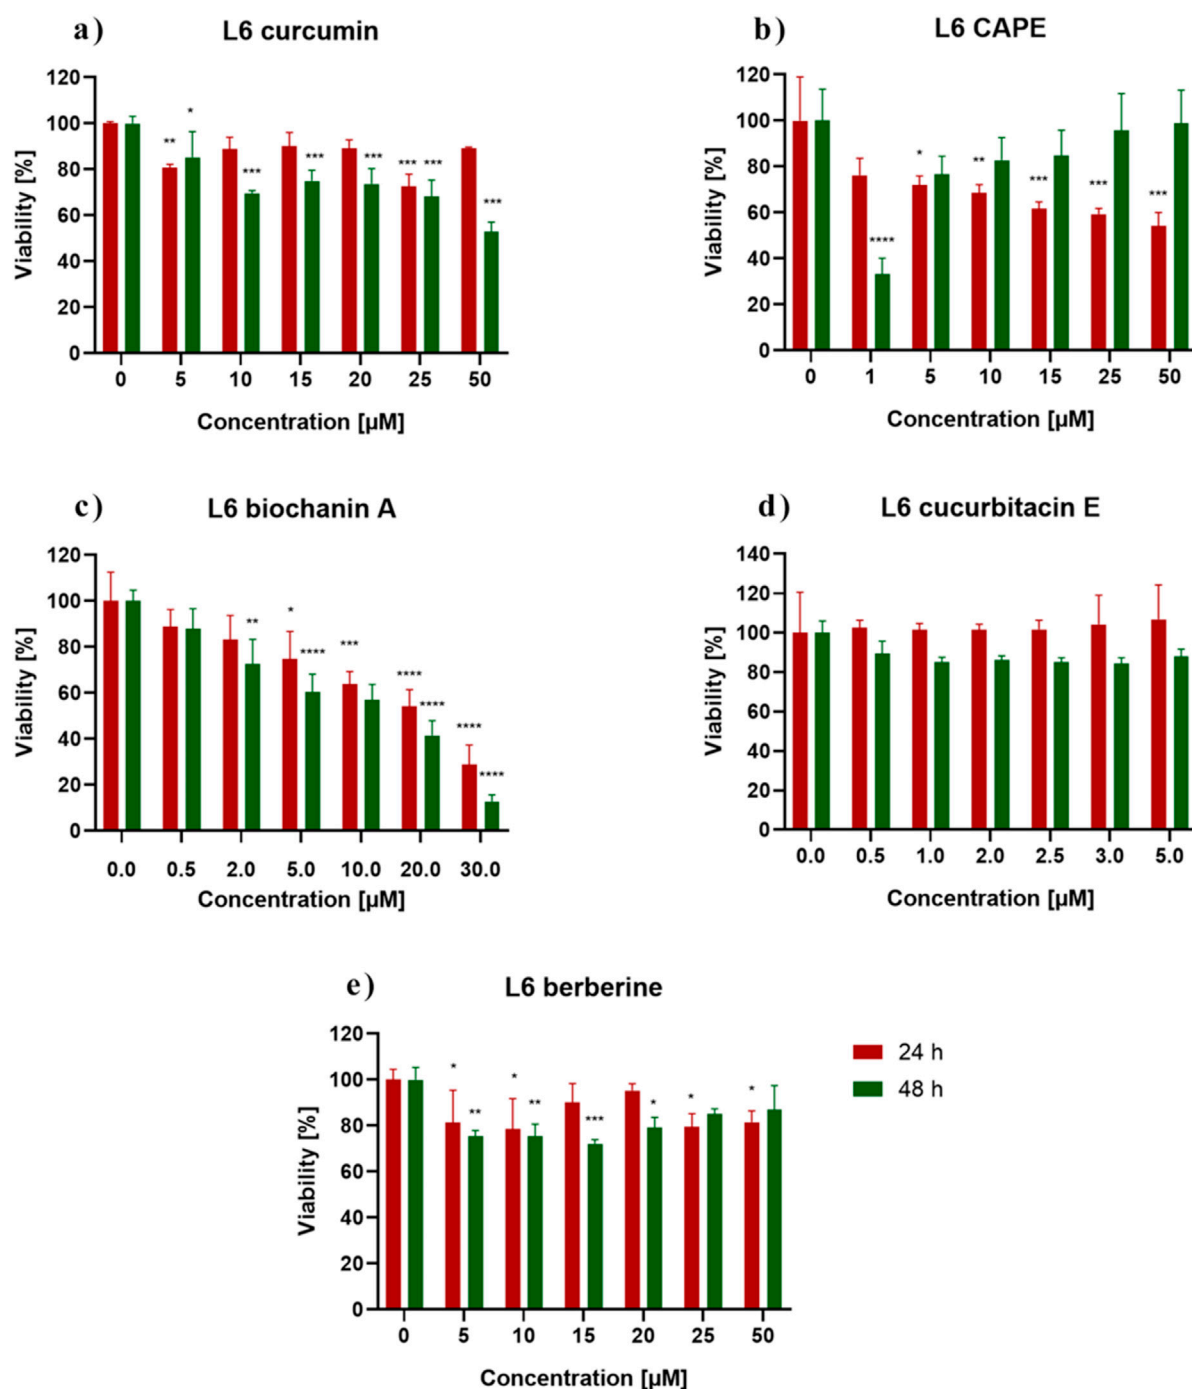 a)
L6 curcumin
Viability [%]
120
100
80
60
40
20
0
*
**
***
***
***
*** ***
***
0 5 10 15 20 25 50
Concentration [µM]
b)
L6 CAPE
Viability [%]
120
100
80
60
40
20
0
****
*
**
***
***
***
0 1 5 10 15 25 50
Concentration [µM]
c)
L6 biochanin A
Viability [%]
120
100
80
60
40
20
0
**
*
****
***
****
****
****
****
0.0 0.5 2.0 5.0 10.0 20.0 30.0
Concentration [µM]
d)
L6 cucurbitacin E
Viability [%]
140
120
100
80
60
40
20
0
0.0 0.5 1.0 2.0 2.5 3.0 5.0
Concentration [µM]
e)
L6 berberine
Viability [%]
120
100
80
60
40
20
0
*
**
*
**
***
*
*
*
0 5 10 15 20 25 50
Concentration [µM]
24 h
48 h